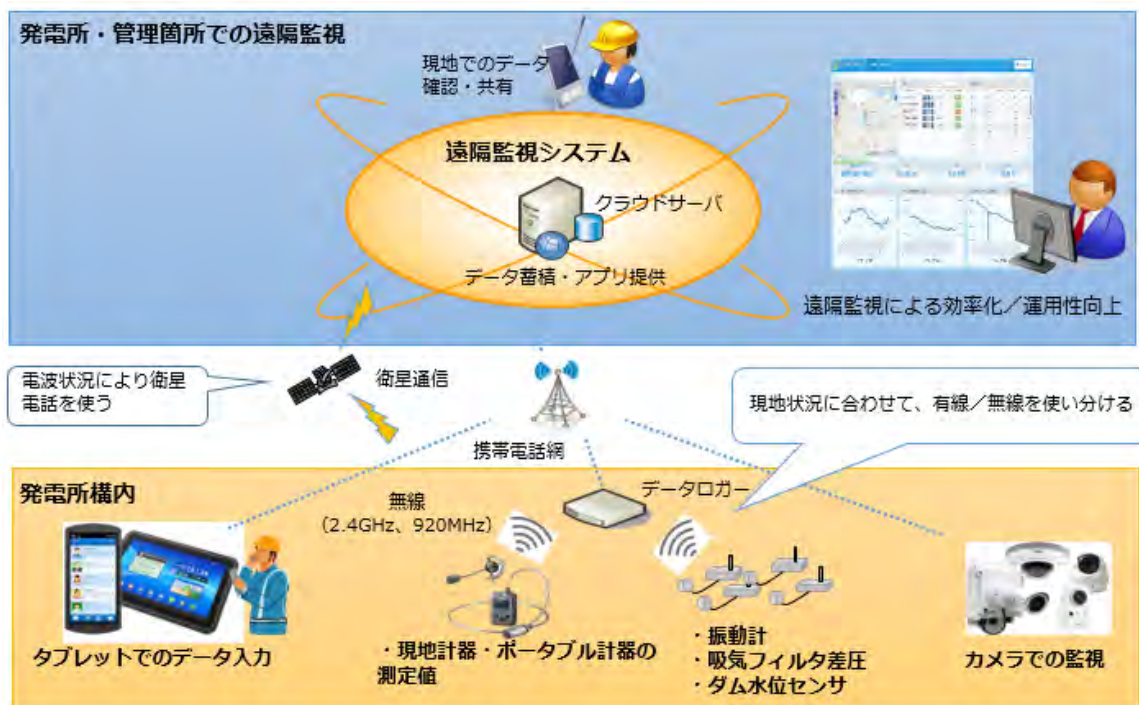 発電所・管理箇所での遠隔監視
現地でのデータ
確認・共有
遠隔監視システム
クラウドサーバ
データ蓄積・アプリ提供
遠隔監視による効率化／運用性向上
電波状況により衛星
電話を使う
衛星通信
携帯電話網
現地状況に合わせて、有線／無線を使い分ける
発電所構内
無線
（2.4GHz、920MHz）
データロガー
タブレットでのデータ入力
・現地計器・ポータブル計器の
測定値
・振動計
・吸気フィルタ差圧
・ダム水位センサ
カメラでの監視